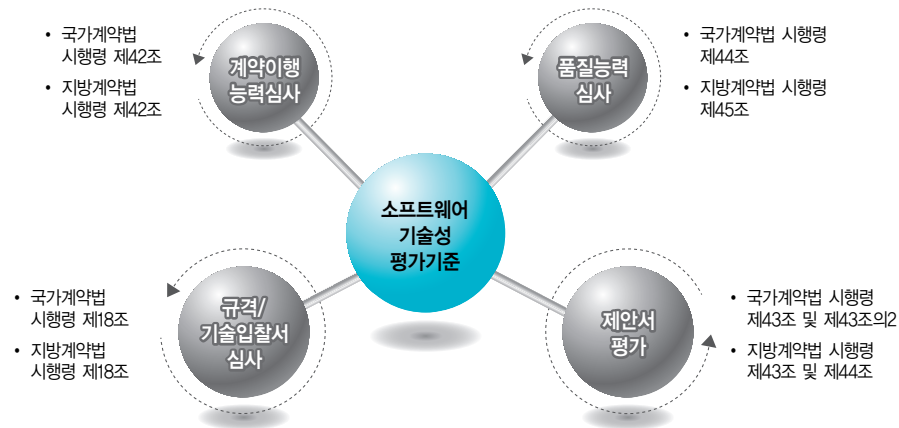 • 국가계약법
시행령 제42조
• 지방계약법
시행령 제42조
계약이행
능력심사
품질능력
심사
• 국가계약법 시행령
제44조
• 지방계약법 시행령
제45조
소프트웨어
기술성
평가기준
• 국가계약법
시행령 제18조
• 지방계약법
시행령 제18조
규격/
기술입찰서
심사
제안서
평가
• 국가계약법 시행령
제43조 및 제43조의2
• 지방계약법 시행령
제43조 및 제44조